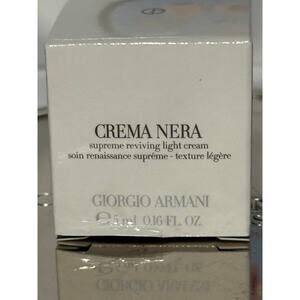 CREMA NERA
supreme reviving light cream
soin renaissance suprême - texture légère
GIORGIO ARMANI
℮ 5 ml 0.16 FL. OZ.